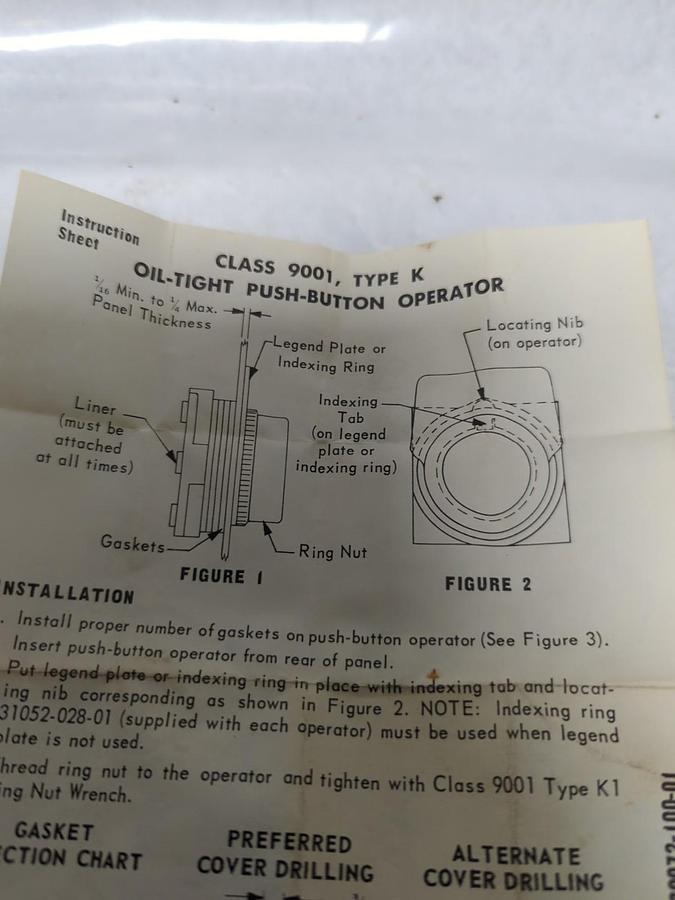 Instruction
Sheet
CLASS 9001, TYPE K
OIL-TIGHT PUSH-BUTTON OPERATOR
1/16 Min. to 1/4 Max.
Panel Thickness
Legend Plate or
Indexing Ring
Locating Nib
(on operator)
Liner
(must be
attached
at all times)
Indexing
Tab
(on legend
plate or
indexing ring)
Gaskets
Ring Nut
FIGURE 1
FIGURE 2
NSTALLATION
. Install proper number of gaskets on push-button operator (See Figure 3).
Insert push-button operator from rear of panel.
Put legend plate or indexing ring in place with indexing tab and locat-
ing nib corresponding as shown in Figure 2. NOTE: Indexing ring
31052-028-01 (supplied with each operator) must be used when legend
plate is not used.
hread ring nut to the operator and tighten with Class 9001 Type K1
ing Nut Wrench.
GASKET
CTION CHART
PREFERRED
COVER DRILLING
ALTERNATE
COVER DRILLING